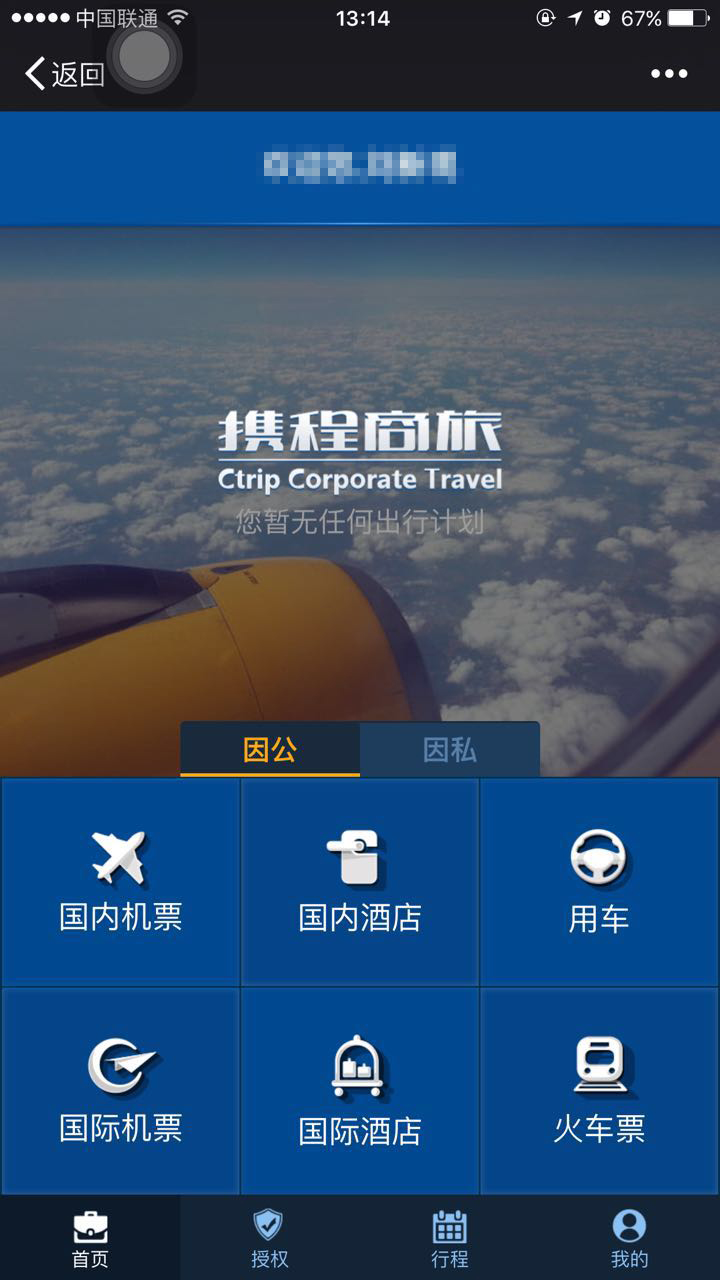 中国联通
13:14
67%
返回
携程商旅
Ctrip Corporate Travel
您暂无任何出行计划
因公
因私
国内机票
国内酒店
用车
国际机票
国际酒店
火车票
首页
授权
行程
我的